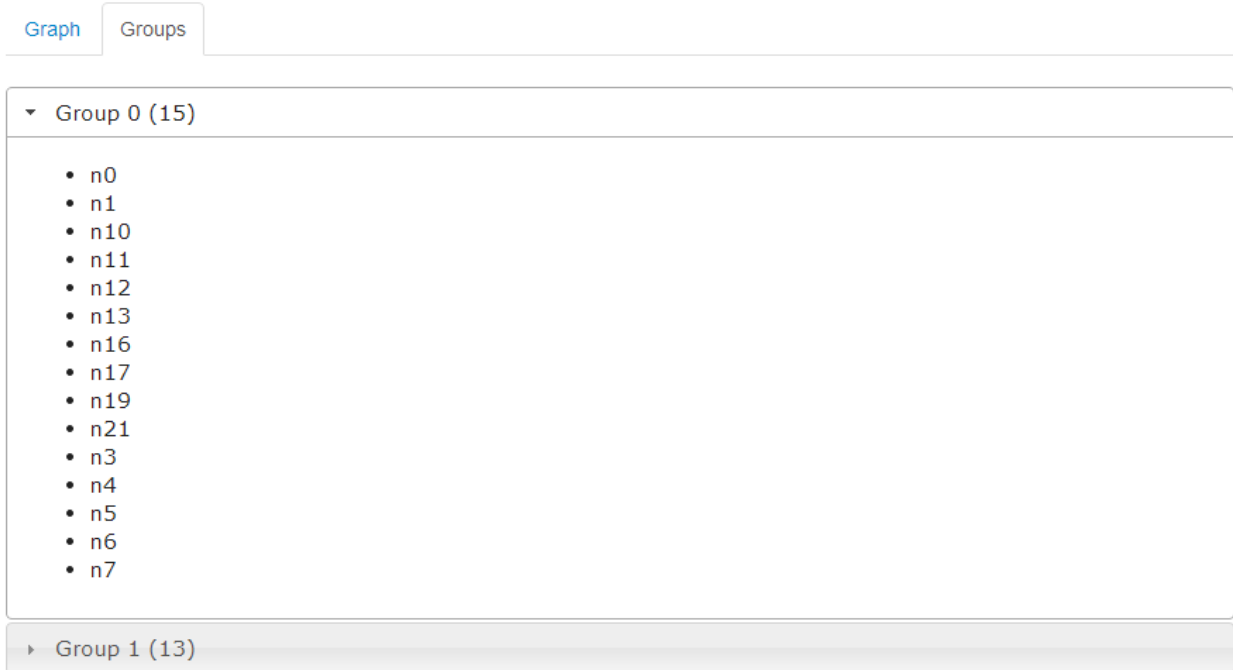 Graph Groups
Group 0 (15)
n0
n1
n10
n11
n12
n13
n16
n17
n19
n21
n3
n4
n5
n6
n7
Group 1 (13)